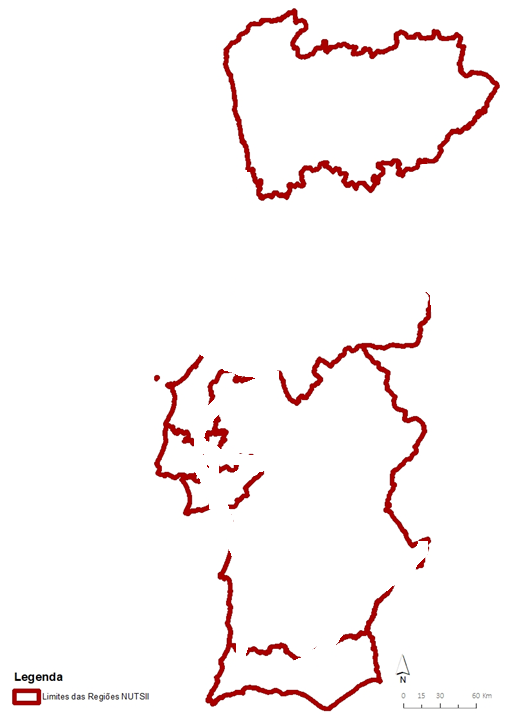 Legenda
Limites das Regiões NUTSII
N
0 15 30 60 Km